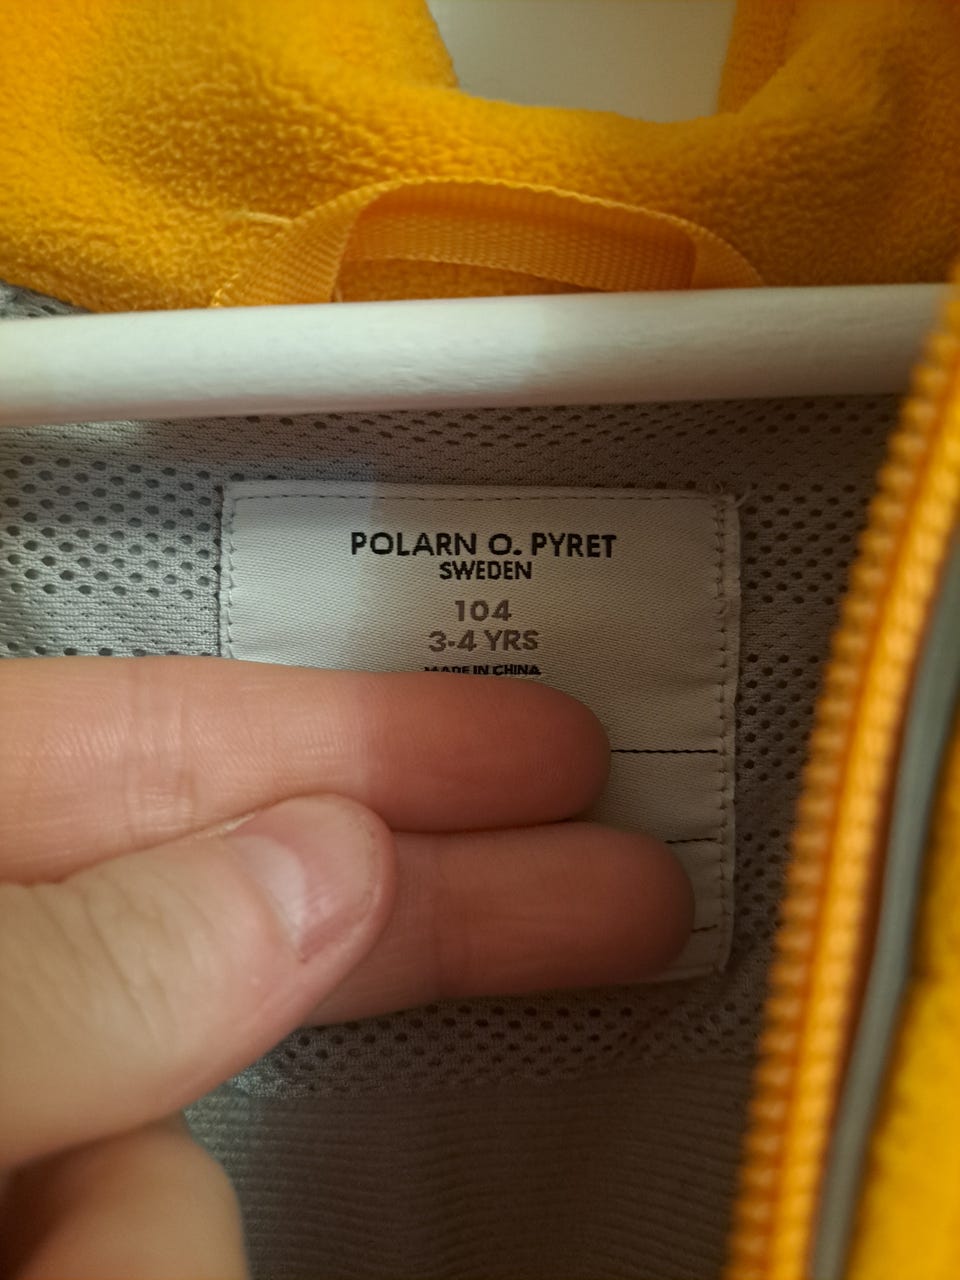 POLARN O. PYRET
SWEDEN
104
3-4 YRS
MADE IN CHINA